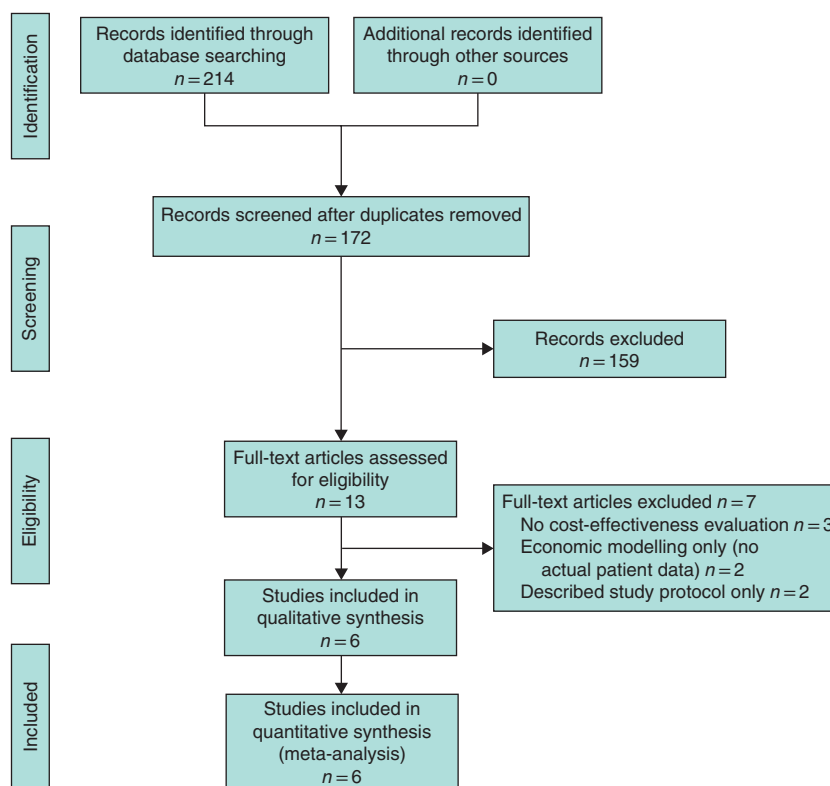 Identification
Records identified through
database searching
n=214
Additional records identified
through other sources
n=0
Screening
Records screened after duplicates removed
n=172
Records excluded
n=159
Eligibility
Full-text articles assessed
for eligibility
n=13
Full-text articles excluded n=7
No cost-effectiveness evaluation n=3
Economic modelling only (no
actual patient data) n=2
Described study protocol only n=2
Studies included in
qualitative synthesis
n=6
Included
Studies included in
quantitative synthesis
(meta-analysis)
n=6